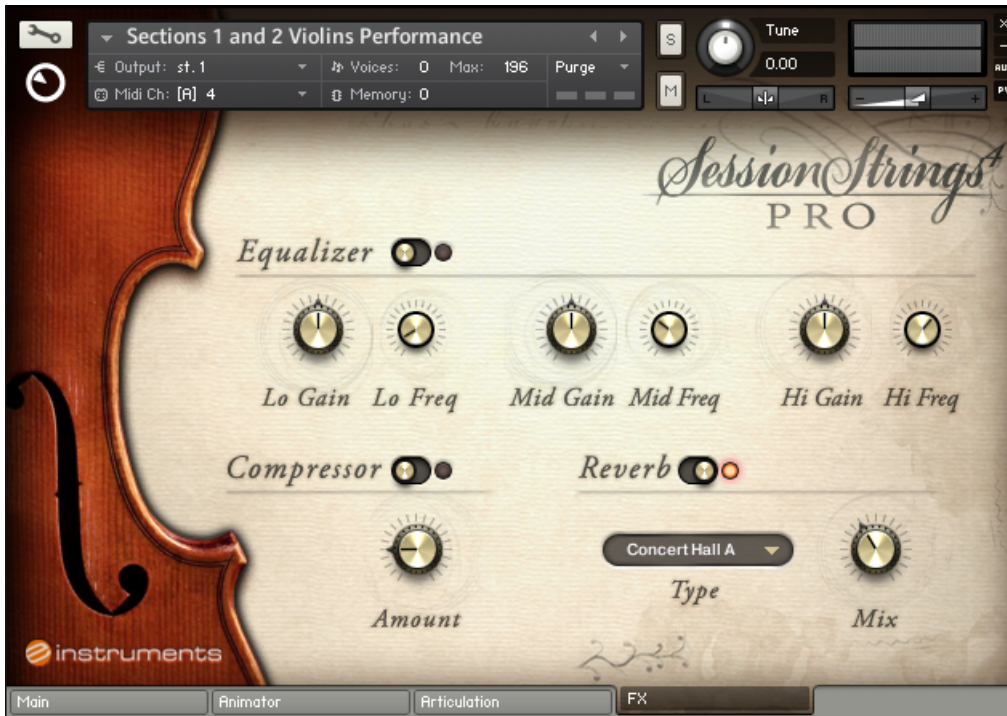 Sections 1 and 2 Violins Performance
Output: st.1
Voices: 0 Max: 196
Purge
Midi Ch: [A] 4
Memory: 0
S
M
Tune
0.00
L R
- +
AU
PV
Session Strings
PRO
Equalizer
Lo Gain Lo Freq Mid Gain Mid Freq Hi Gain Hi Freq
Compressor Reverb
Concert Hall A
Type
Amount Mix
e instruments
Main Animator Articulation FX